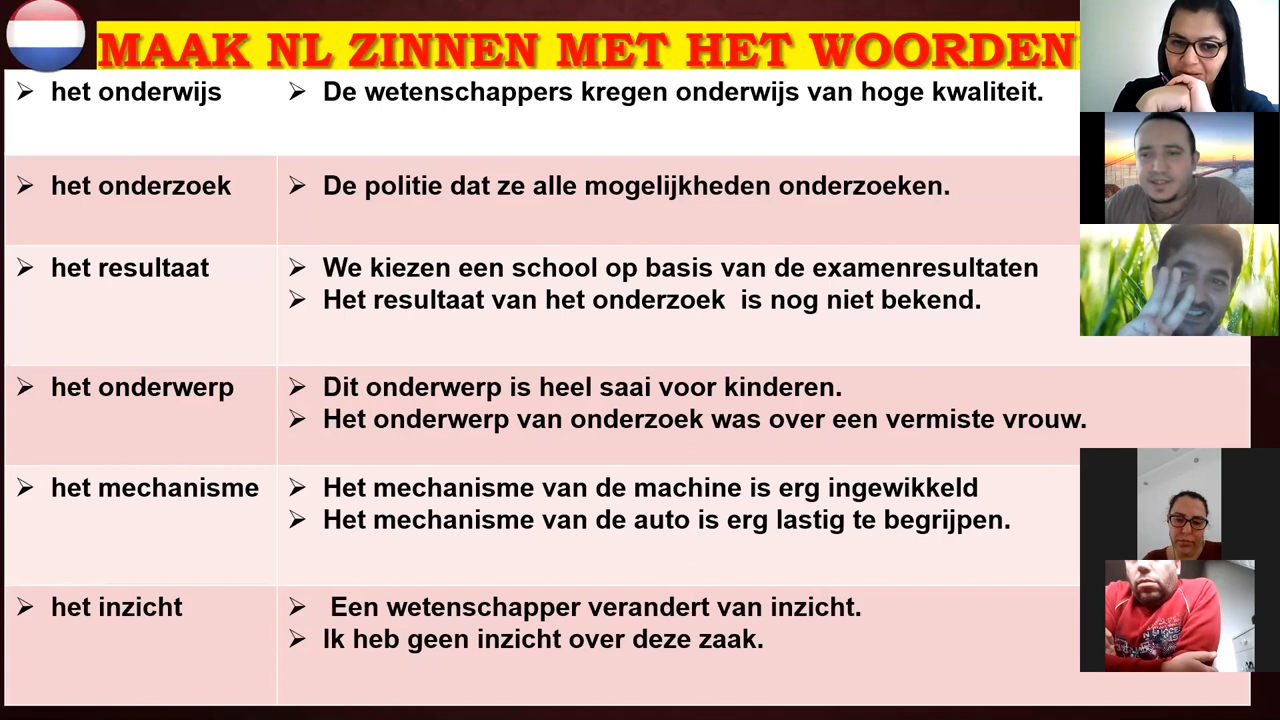 MAAK NL ZINNEN MET HET WOORDEN
het onderwijs
De wetenschappers kregen onderwijs van hoge kwaliteit.
het onderzoek
De politie dat ze alle mogelijkheden onderzoeken.
het resultaat
We kiezen een school op basis van de examenresultaten
Het resultaat van het onderzoek is nog niet bekend.
het onderwerp
Dit onderwerp is heel saai voor kinderen.
Het onderwerp van onderzoek was over een vermiste vrouw.
het mechanisme
Het mechanisme van de machine is erg ingewikkeld
Het mechanisme van de auto is erg lastig te begrijpen.
het inzicht
Een wetenschapper verandert van inzicht.
Ik heb geen inzicht over deze zaak.